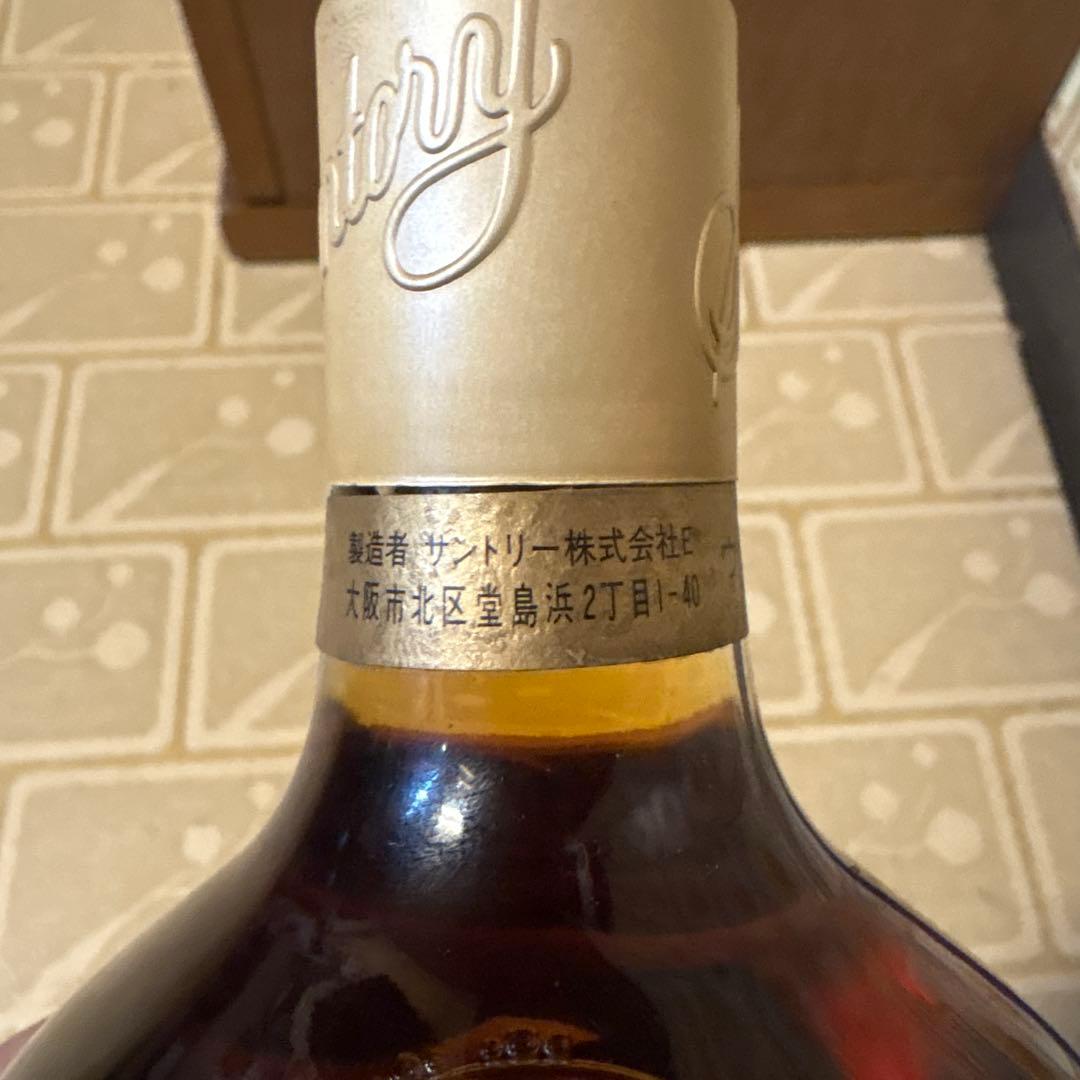 ntory
製造者 サントリー株式会社E
大阪市北区堂島浜2丁目1-40